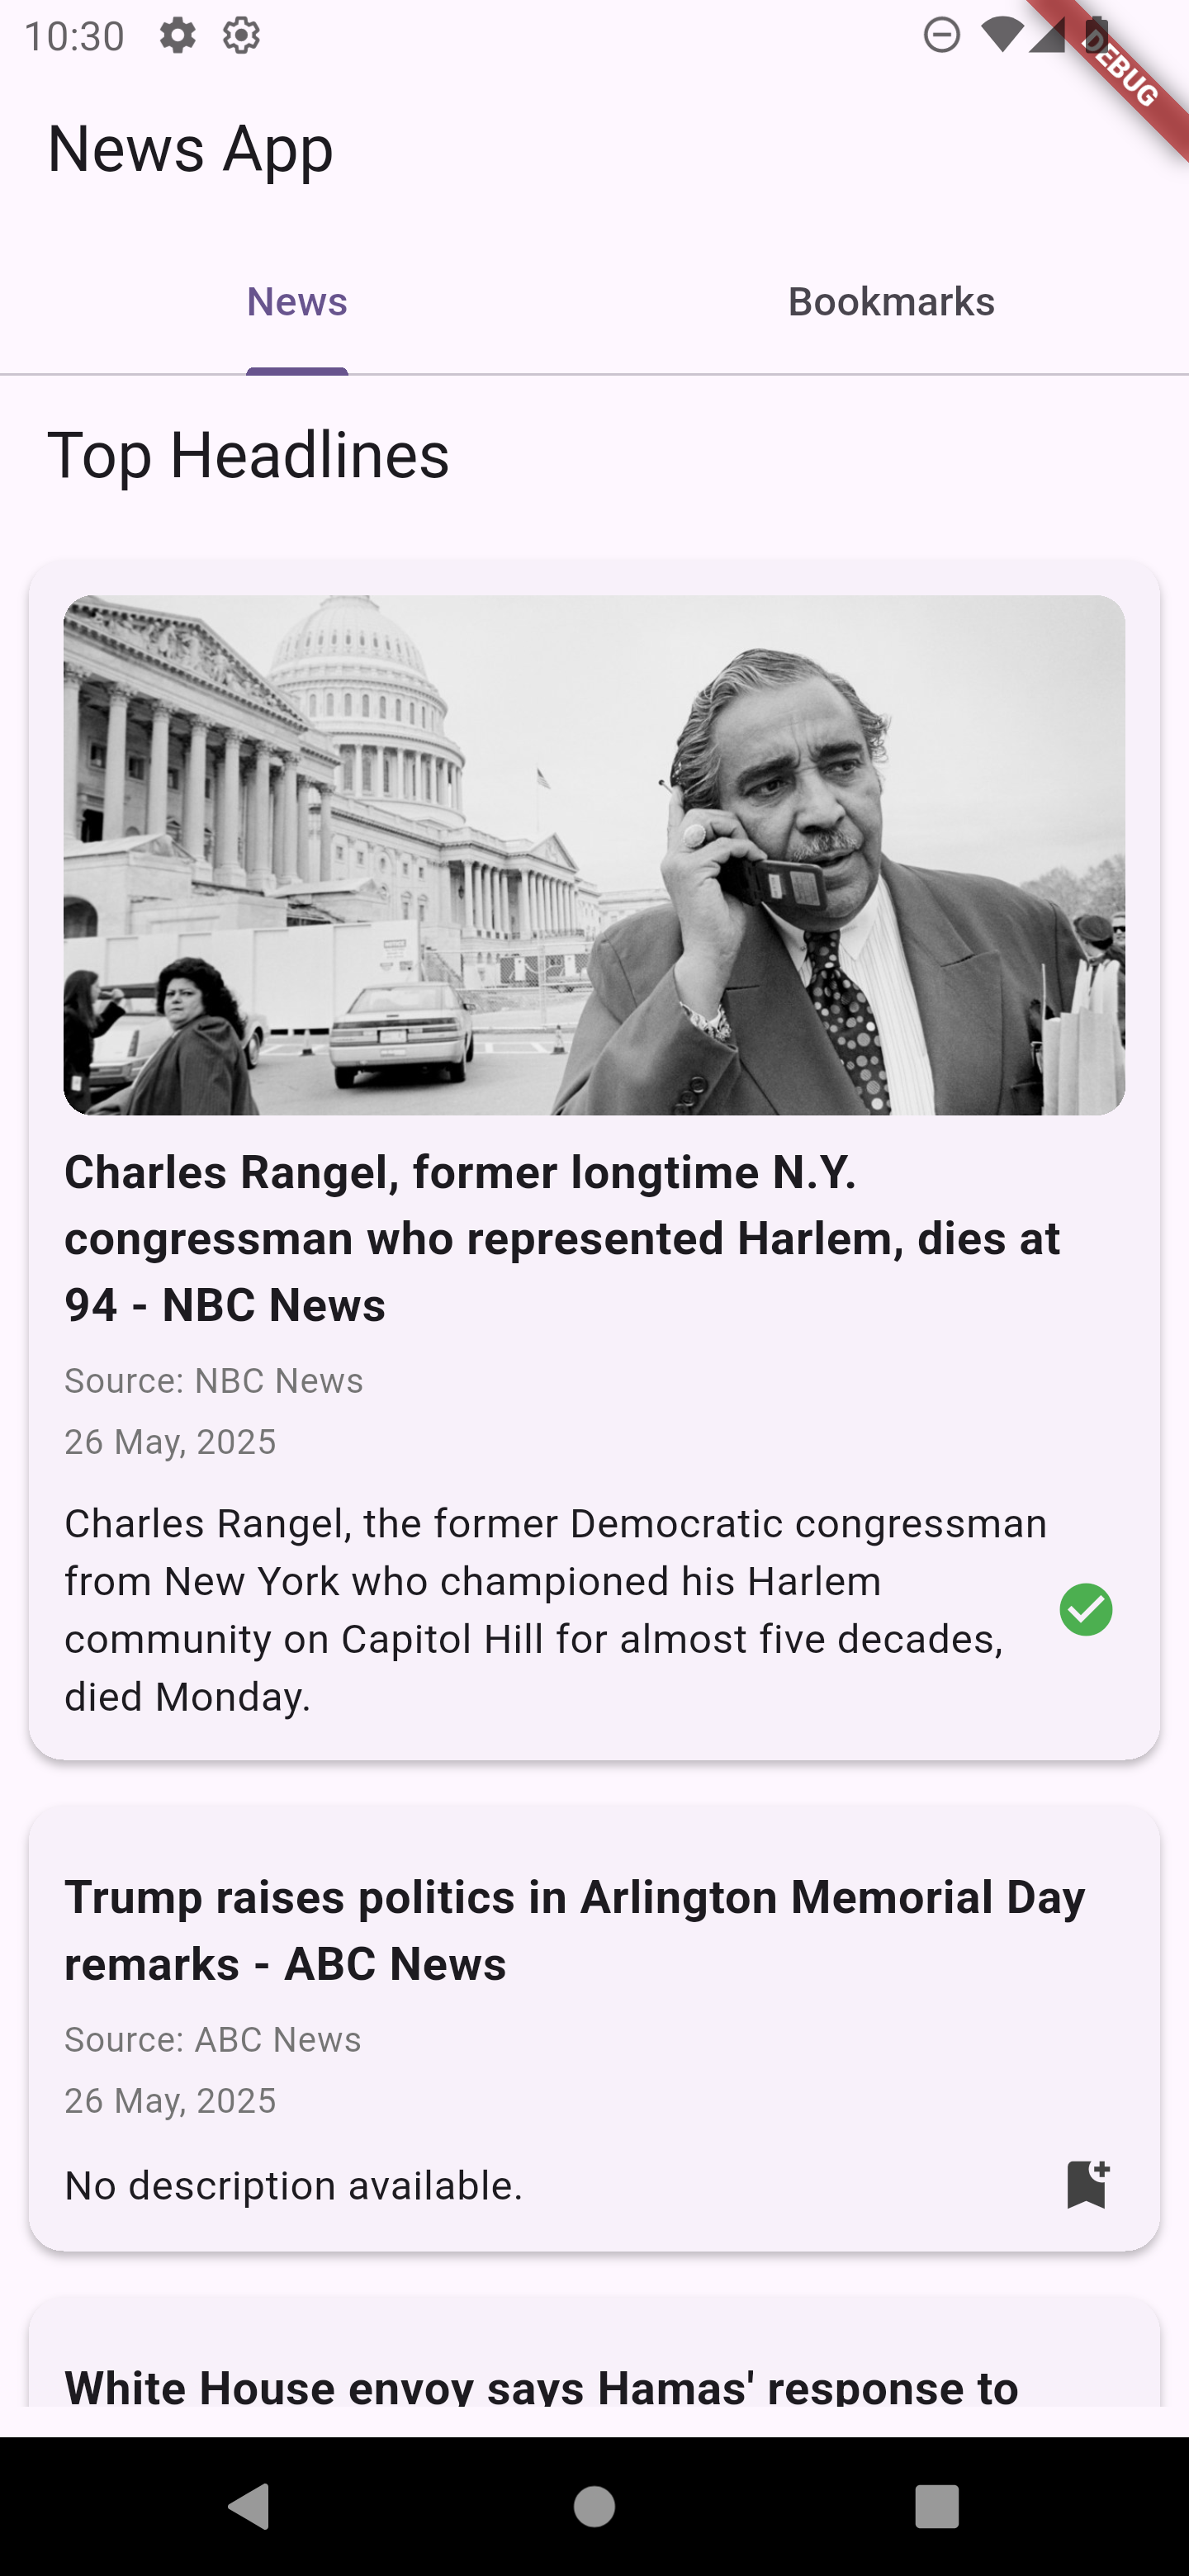 10:30
DEBUG
News App
News
Bookmarks
Top Headlines
Charles Rangel, former longtime N.Y.
congressman who represented Harlem, dies at
94 - NBC News
Source: NBC News
26 May, 2025
Charles Rangel, the former Democratic congressman
from New York who championed his Harlem
community on Capitol Hill for almost five decades,
died Monday.
Trump raises politics in Arlington Memorial Day
remarks - ABC News
Source: ABC News
26 May, 2025
No description available.
White House envoy says Hamas' response to